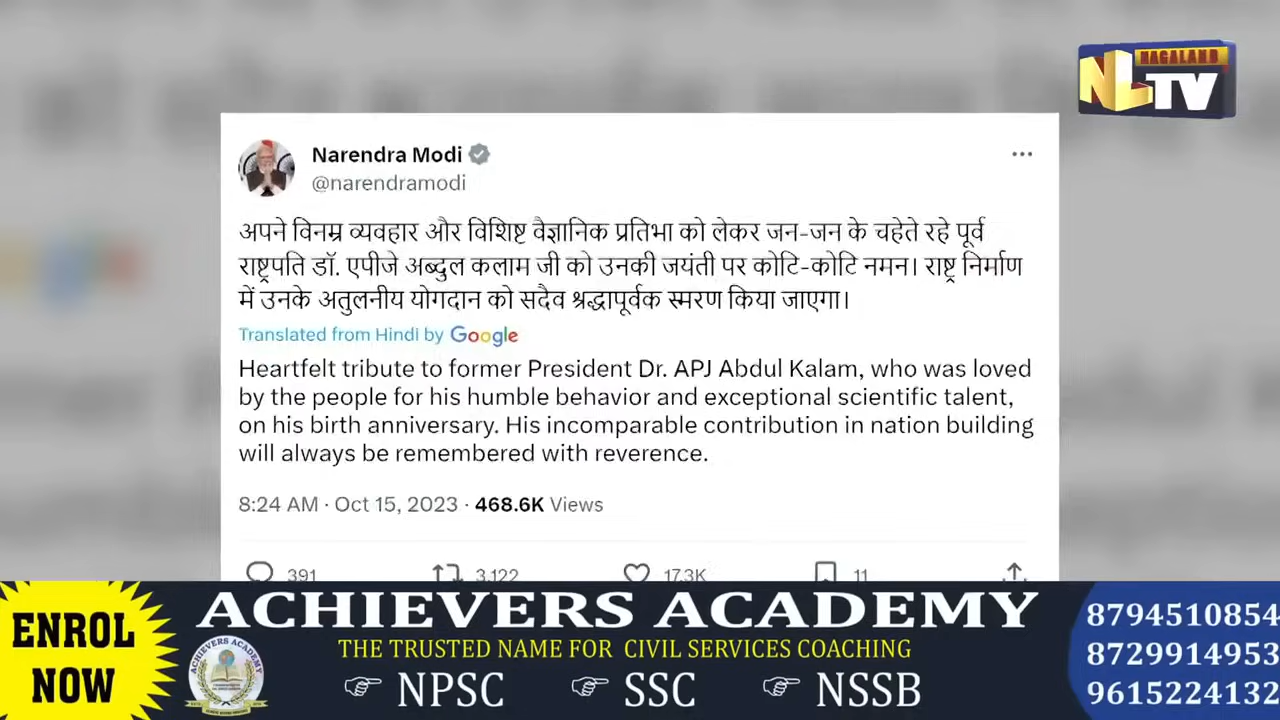 NAGALAND
NLTV
Narendra Modi
@narendramodi
अपने विनम्र व्यवहार और विशिष्ट वैज्ञानिक प्रतिभा को लेकर जन-जन के चहेते रहे पूर्व
राष्ट्रपति डॉ. एपीजे अब्दुल कलाम जी को उनकी जयंती पर कोटि-कोटि नमन। राष्ट्र निर्माण
में उनके अतुलनीय योगदान को सदैव श्रद्धापूर्वक स्मरण किया जाएगा।
Translated from Hindi by Google
Heartfelt tribute to former President Dr. APJ Abdul Kalam, who was loved
by the people for his humble behavior and exceptional scientific talent,
on his birth anniversary. His incomparable contribution in nation building
will always be remembered with reverence.
8:24 AM · Oct 15, 2023 · 468.6K Views
391 3,122 17.3K 11
ENROL
NOW
ACHIEVERS ACADEMY
ACHIEVERS ACADEMY
THE TRUSTED NAME FOR CIVIL SERVICES COACHING
NPSC SSC NSSB
8794510854
8729914953
9615224132